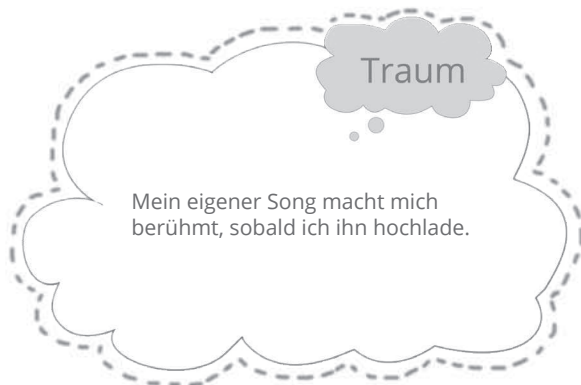 Traum
Mein eigener Song macht mich
berühmt, sobald ich ihn hochlade.